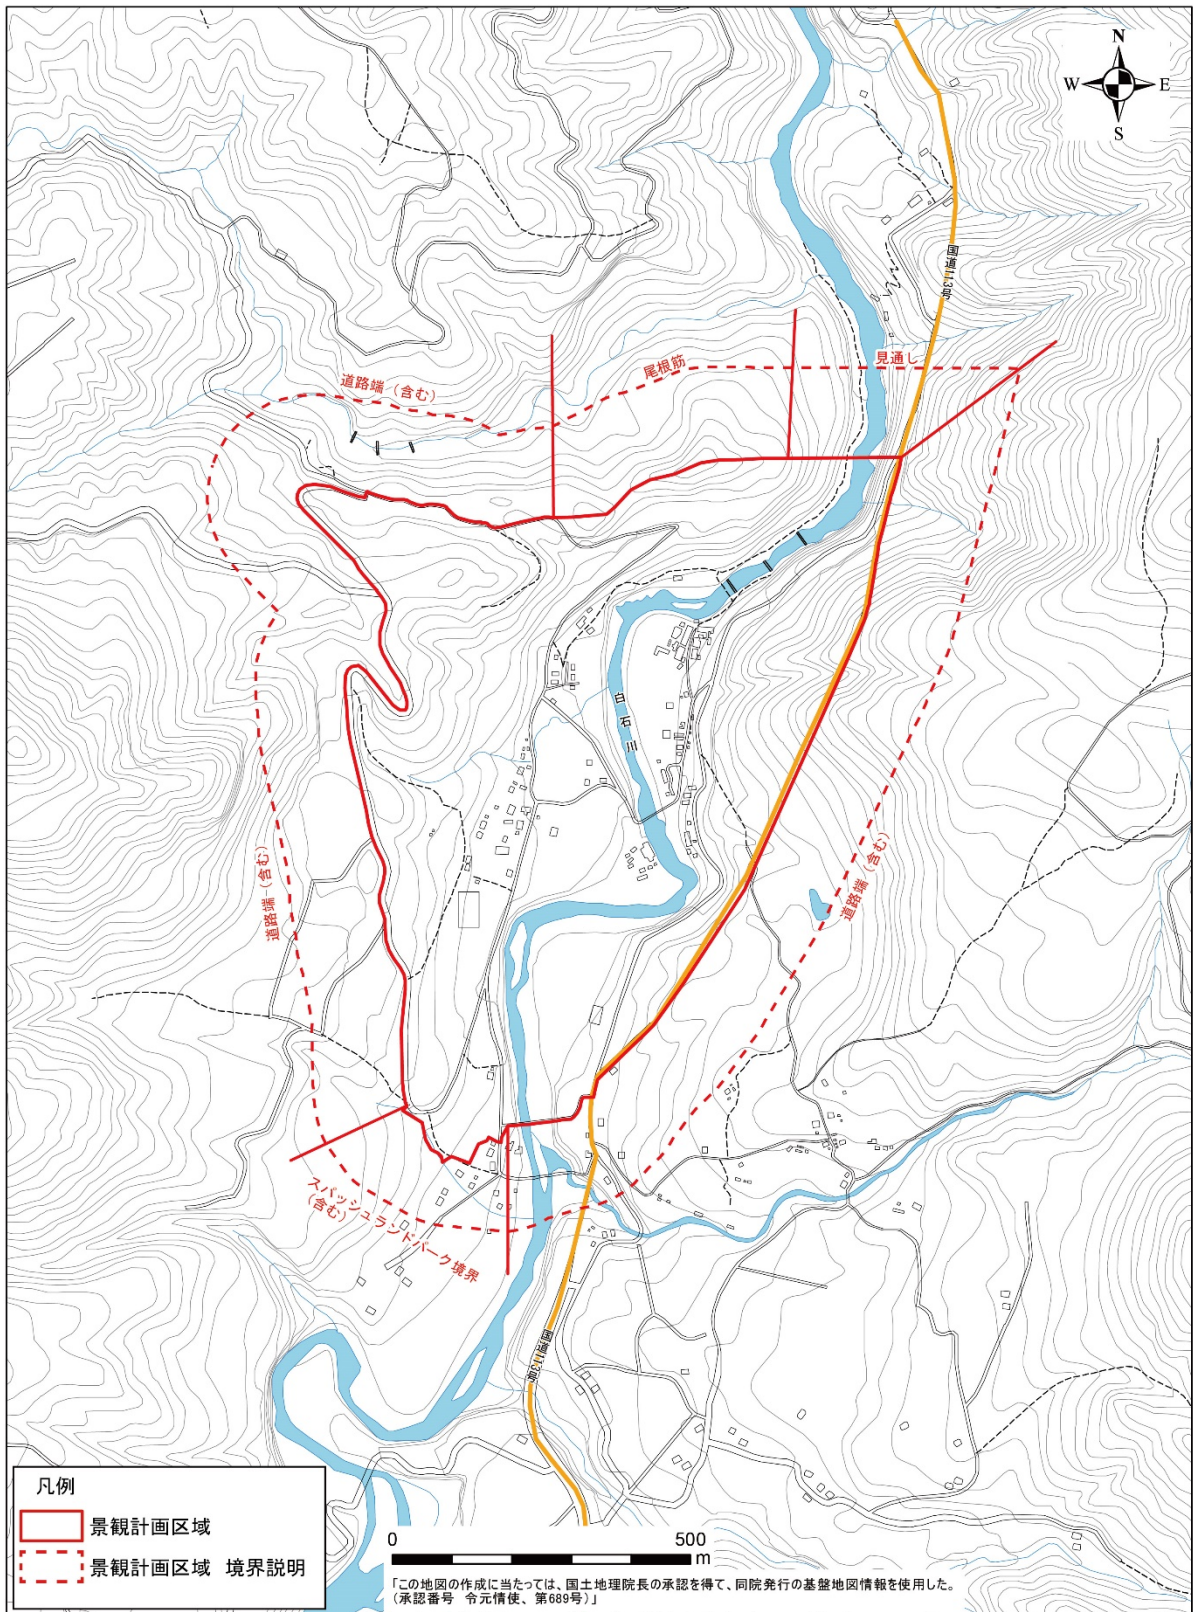 N
W E
S
国道113号
見通し
尾根筋
道路端（含む）
白石川
道路端（含む）
道路端（含む）
スパッシュランドパーク境界
（含む）
国道113号
凡例
景観計画区域
景観計画区域 境界説明
0 500
m
「この地図の作成に当たっては、国土地理院長の承認を得て、同院発行の基盤地図情報を使用した。
（承認番号 令元情使、第689号）」